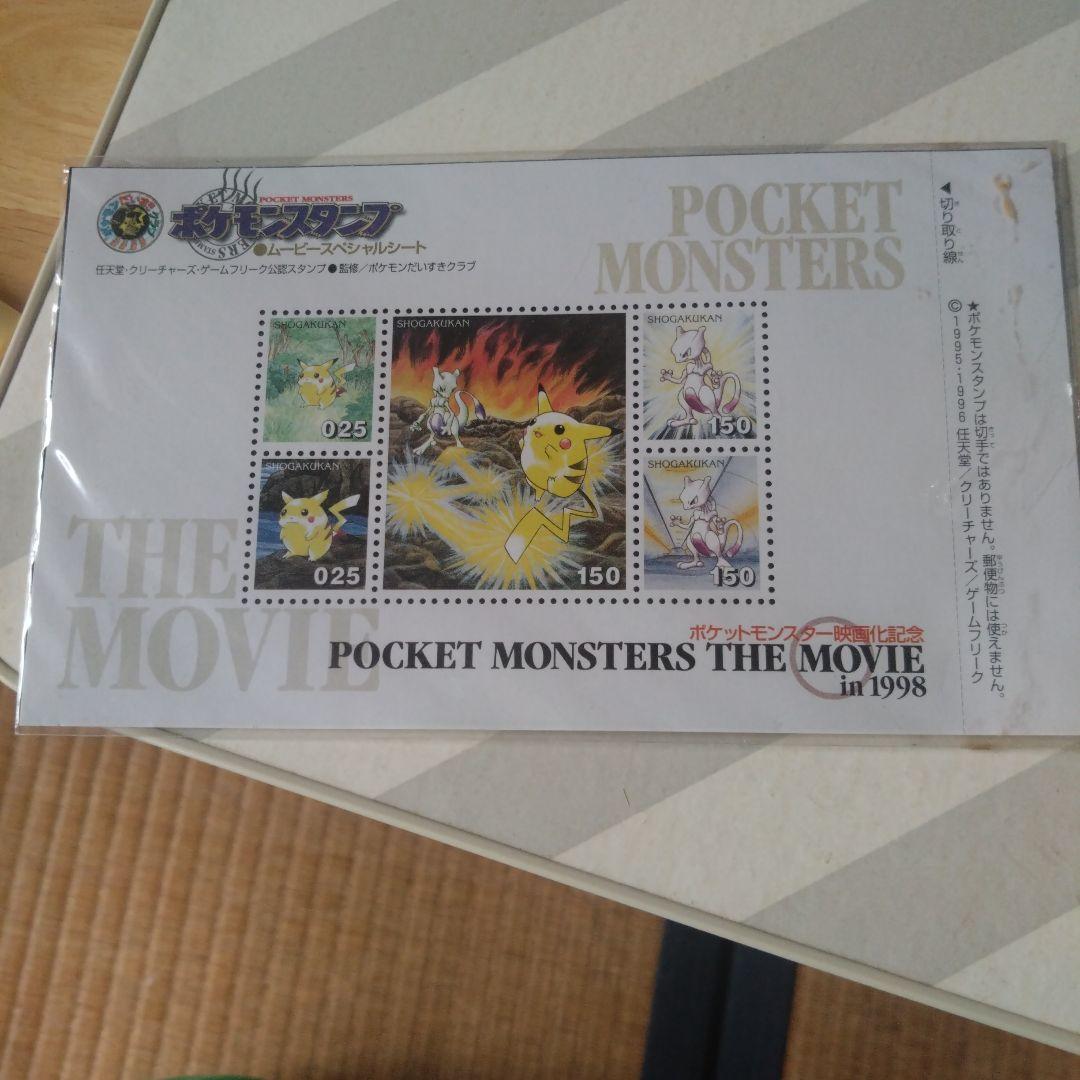 POCKET MONSTERS
ポケモンスタンプ
●ムービースペシャルシート
任天堂・クリーチャーズ・ゲームフリーク公認スタンプ●監修/ポケモンだいすきクラブ
POCKET
MONSTERS
SHOGAKUKAN
025
SHOGAKUKAN
150
SHOGAKUKAN
150
SHOGAKUKAN
025
SHOGAKUKAN
150
THE
MOVIE
ポケットモンスター映画化記念
POCKET MONSTERS THE MOVIE
in 1998
◀切り取り線
★ポケモンスタンプは切手ではありません。郵便物には使えません。
© 1995・1996 任天堂/クリーチャーズ/ゲームフリーク